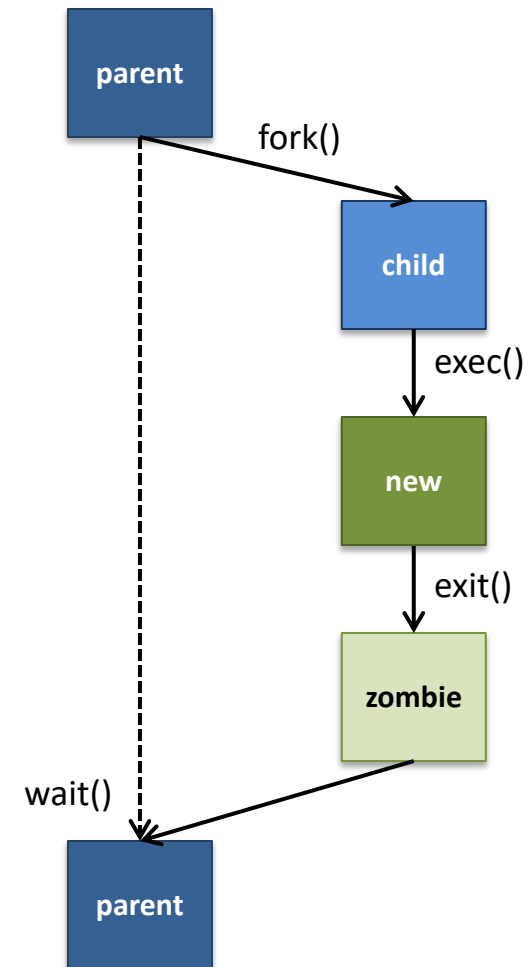 parent
fork()
child
exec()
new
exit()
zombie
wait()
parent